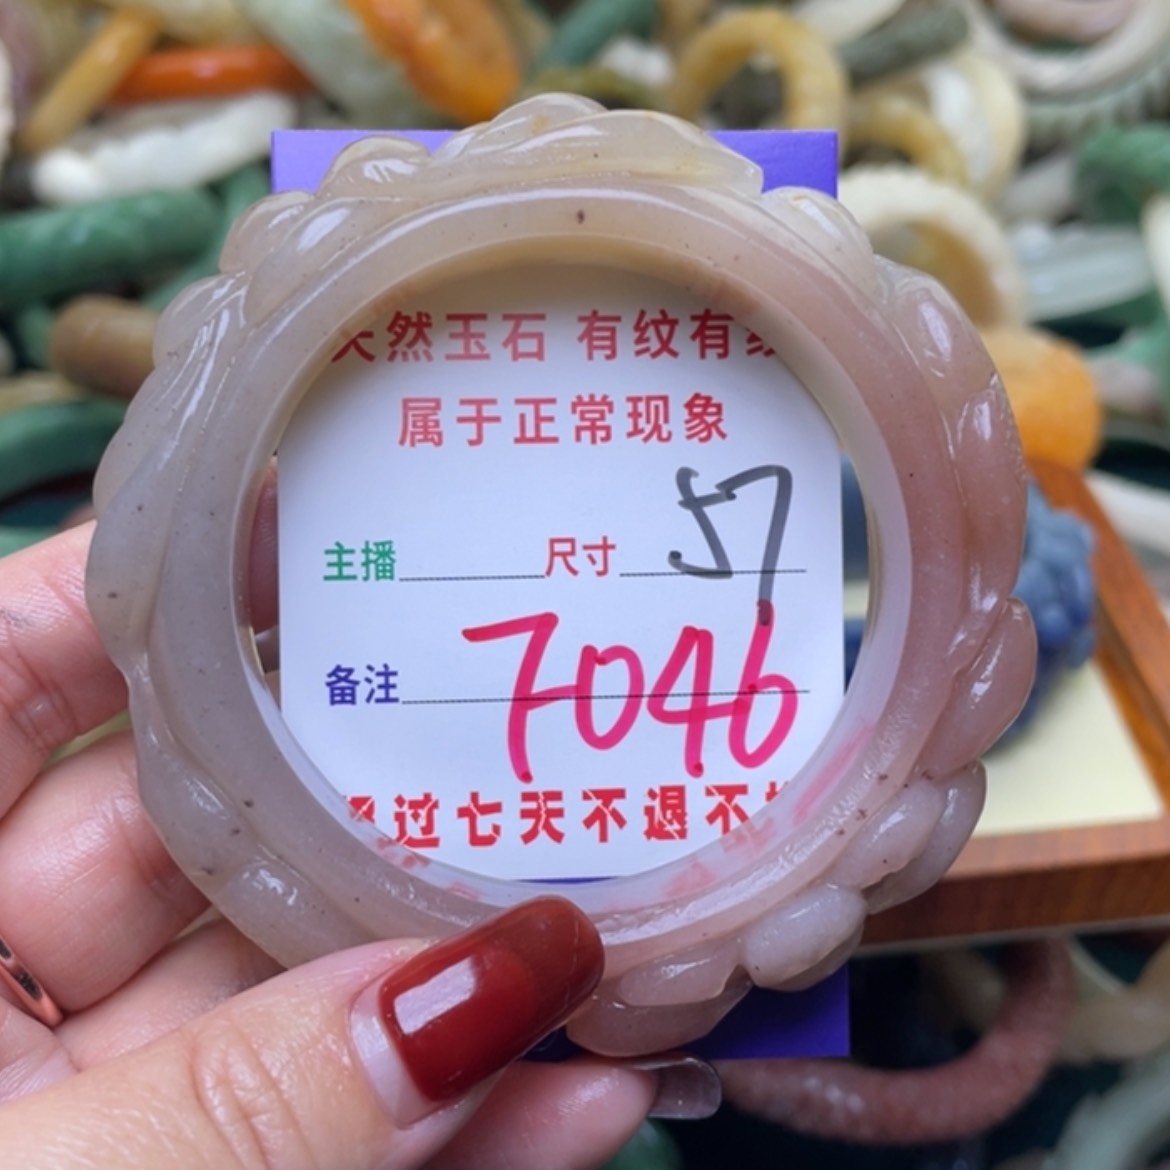 天然玉石 有纹有
属于正常现象
主播 尺寸 57
备注 7046
过七天不退不